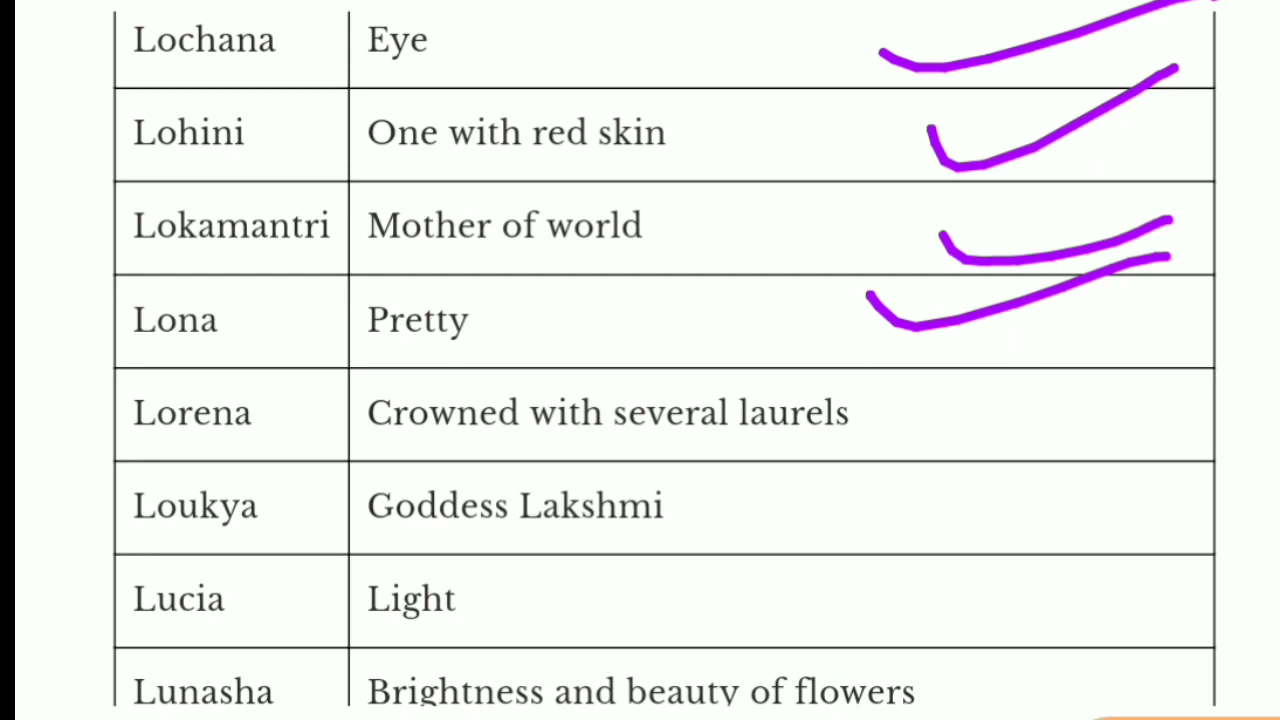 Lochana Eye
Lohini One with red skin
Lokamantri Mother of world
Lona Pretty
Lorena Crowned with several laurels
Loukya Goddess Lakshmi
Lucia Light
Lunasha Brightness and beauty of flowers